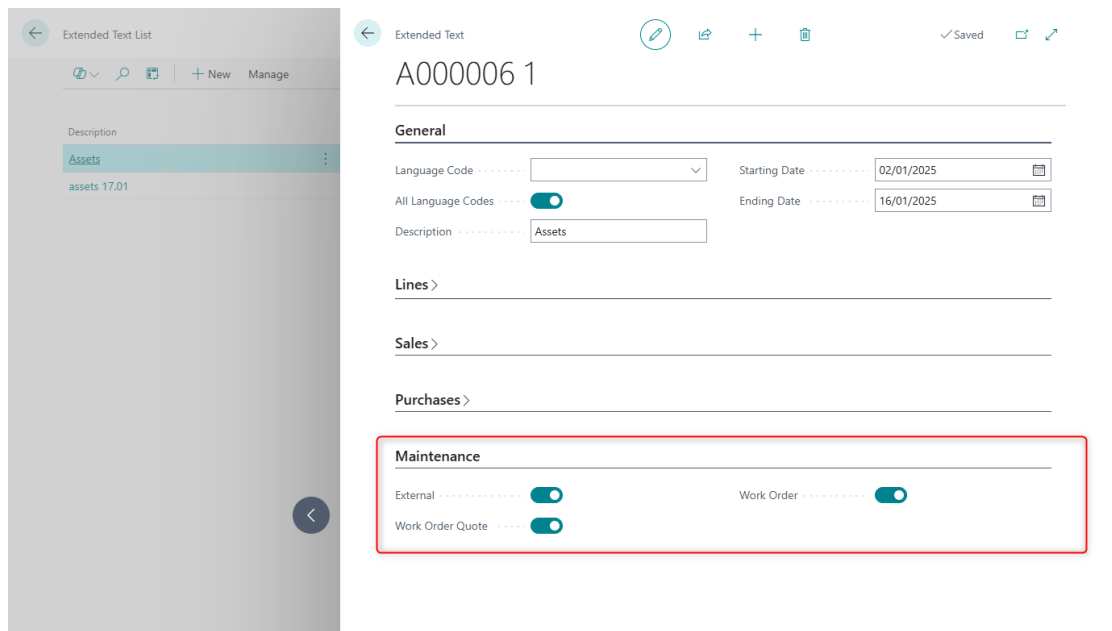 Extended Text List
New
Manage
Description
Assets
assets 17.01
Extended Text
Saved
A000006 1
General
Language Code
Starting Date
02/01/2025
All Language Codes
Ending Date
16/01/2025
Description
Assets
Lines
Sales
Purchases
Maintenance
External
Work Order
Work Order Quote